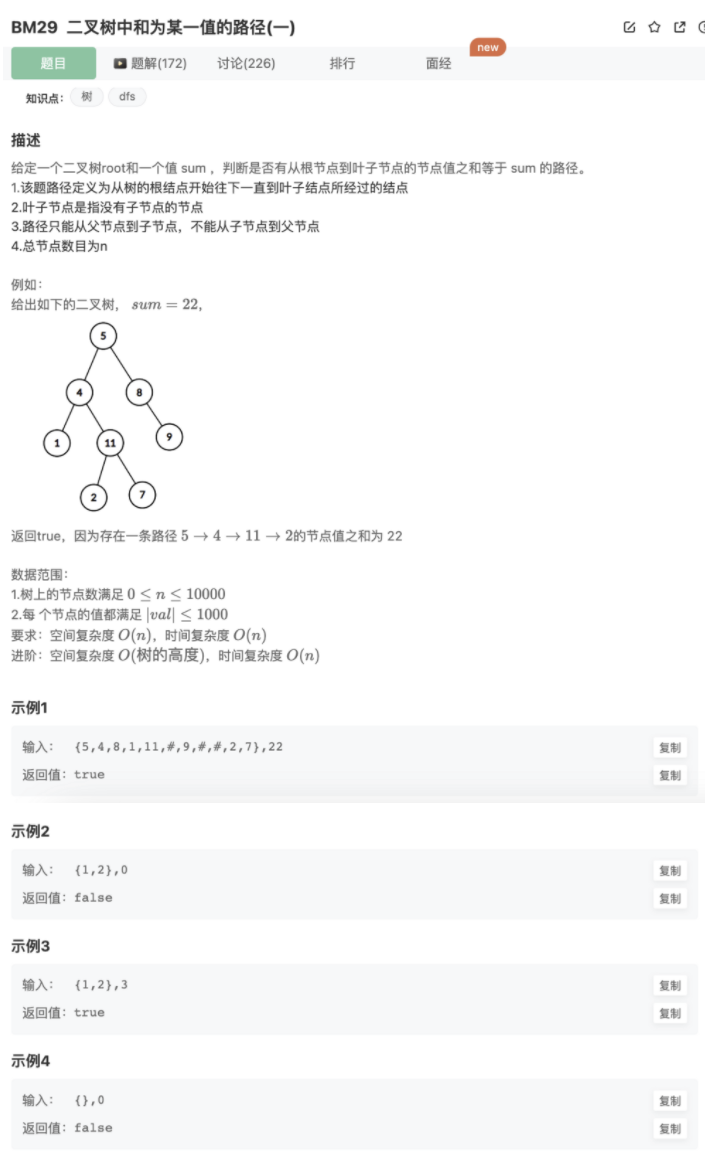 BM29 二叉树中和为某一值的路径(一)
题目
题解(172)
讨论(226)
排行
面经
new
知识点：
树
dfs
描述
给定一个二叉树root和一个值 sum ，判断是否有从根节点到叶子节点的节点值之和等于 sum 的路径。
1.该题路径定义为从树的根结点开始往下一直到叶子结点所经过的结点
2.叶子节点是指没有子节点的节点
3.路径只能从父节点到子节点，不能从子节点到父节点
4.总节点数目为n
例如：
给出如下的二叉树， sum = 22，
5
4
8
1
11
9
2
7
返回true，因为存在一条路径 5 → 4 → 11 → 2的节点值之和为 22
数据范围：
1.树上的节点数满足 0 ≤ n ≤ 10000
2.每 个节点的值都满足 |val| ≤ 1000
要求：空间复杂度 O(n)，时间复杂度 O(n)
进阶：空间复杂度 O(树的高度)，时间复杂度 O(n)
示例1
输入： {5,4,8,1,11,#,9,#,#,2,7},22
复制
返回值：true
复制
示例2
输入： {1,2},0
复制
返回值：false
复制
示例3
输入： {1,2},3
复制
返回值：true
复制
示例4
输入： {},0
复制
返回值：false
复制